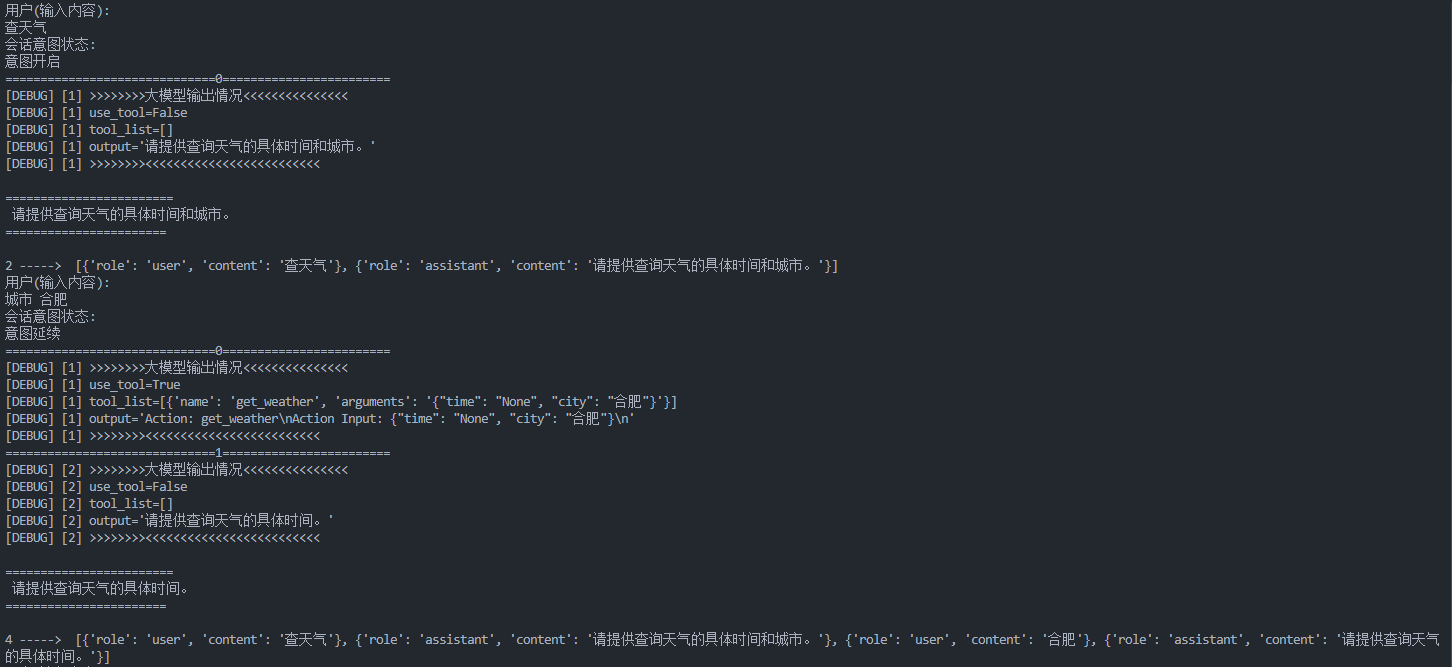 用户(输入内容):
查天气
会话意图状态:
意图开启
==============================0========================
[DEBUG] [1] >>>>>>>>大模型输出情况<<<<<<<<<<<<<<<
[DEBUG] [1] use_tool=False
[DEBUG] [1] tool_list=[]
[DEBUG] [1] output='请提供查询天气的具体时间和城市。'
[DEBUG] [1] >>>>>>>><<<<<<<<<<<<<<<<<<<<<<<<<
========================
请提供查询天气的具体时间和城市。
=======================
2 -----> [{'role': 'user', 'content': '查天气'}, {'role': 'assistant', 'content': '请提供查询天气的具体时间和城市。'}]
用户(输入内容):
城市 合肥
会话意图状态:
意图延续
==============================0========================
[DEBUG] [1] >>>>>>>>大模型输出情况<<<<<<<<<<<<<<<
[DEBUG] [1] use_tool=True
[DEBUG] [1] tool_list=[{'name': 'get_weather', 'arguments': '{"time": "None", "city": "合肥"}'}]
[DEBUG] [1] output='Action: get_weather\nAction Input: {"time": "None", "city": "合肥"}\n'
[DEBUG] [1] >>>>>>>><<<<<<<<<<<<<<<<<<<<<<<<<
==============================1========================
[DEBUG] [2] >>>>>>>>大模型输出情况<<<<<<<<<<<<<<<
[DEBUG] [2] use_tool=False
[DEBUG] [2] tool_list=[]
[DEBUG] [2] output='请提供查询天气的具体时间。'
[DEBUG] [2] >>>>>>>><<<<<<<<<<<<<<<<<<<<<<<<<
========================
请提供查询天气的具体时间。
=======================
4 -----> [{'role': 'user', 'content': '查天气'}, {'role': 'assistant', 'content': '请提供查询天气的具体时间和城市。'}, {'role': 'user', 'content': '合肥'}, {'role': 'assistant', 'content': '请提供查询天气
的具体时间。'}]